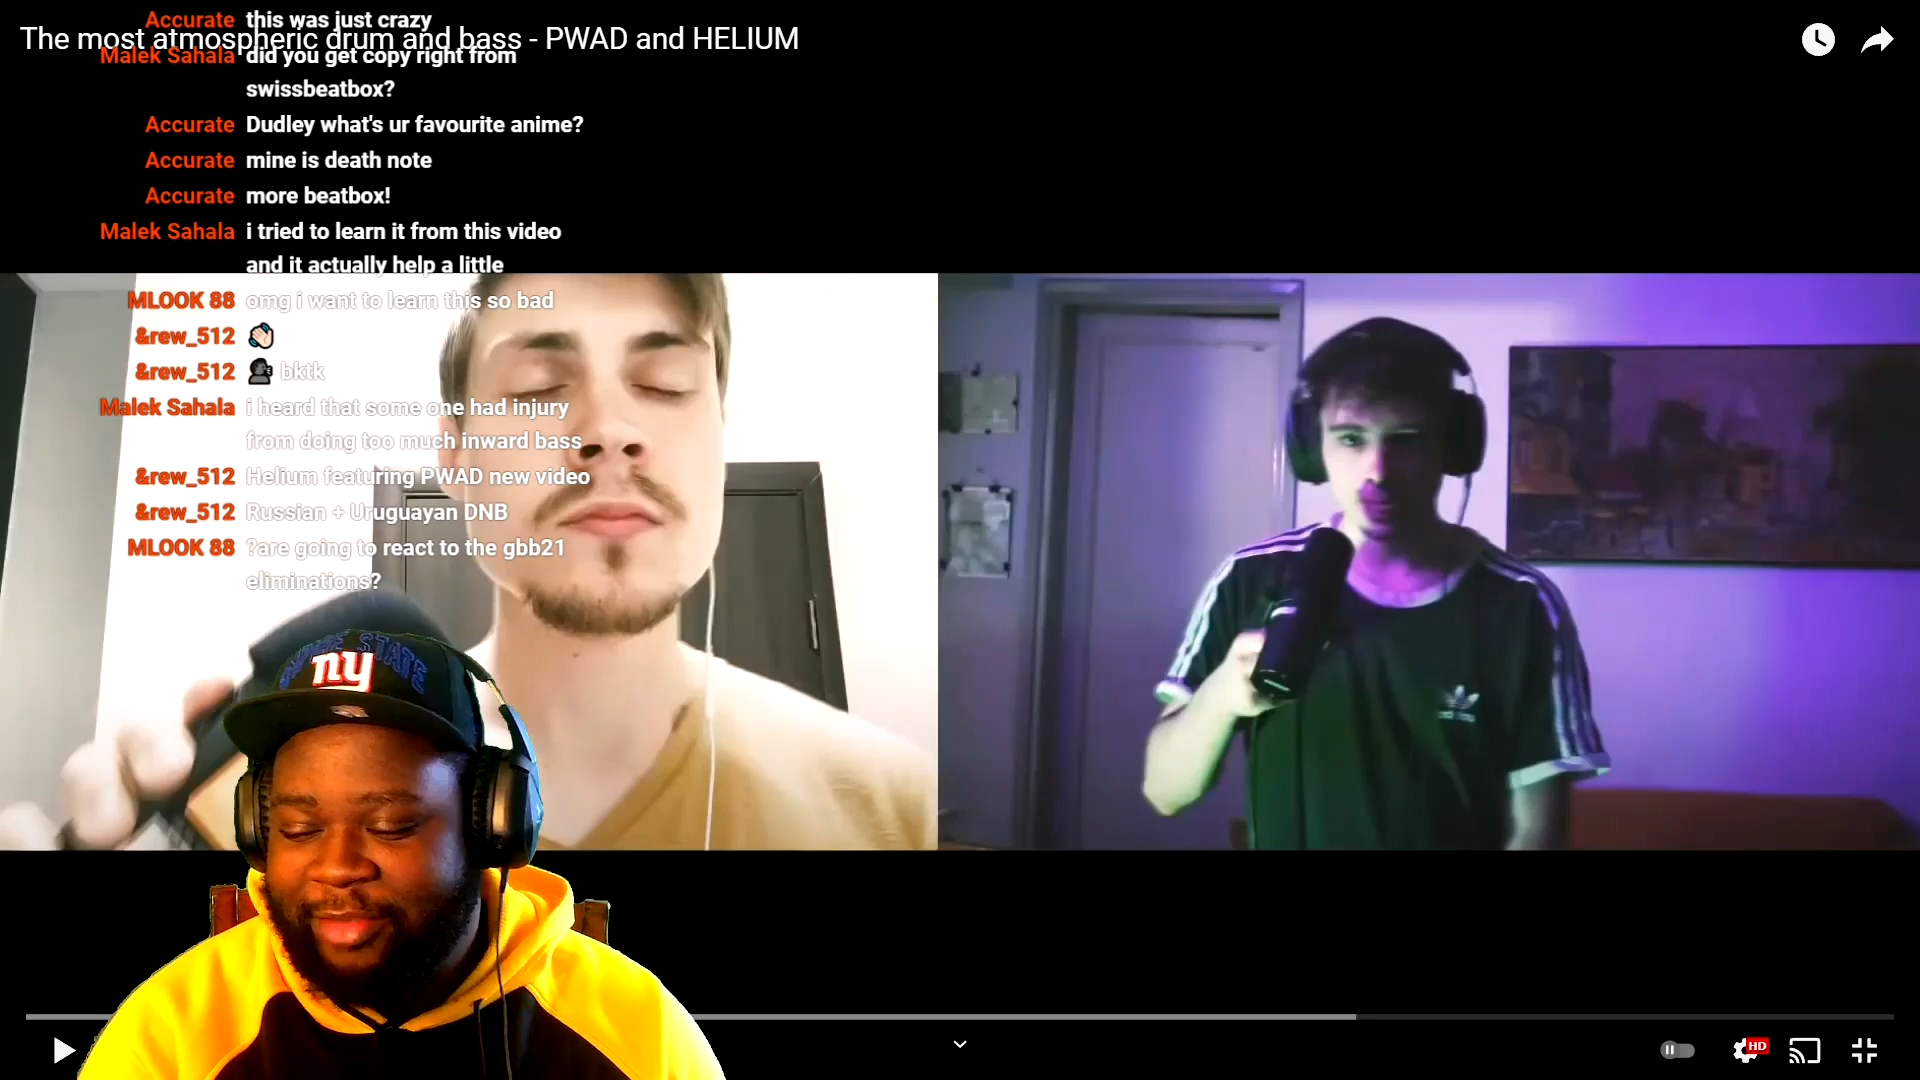 Accurate this was just crazy
The most atmospheric drum and bass - PWAD and HELIUM
Malek Sahala did you get copy right from
swissbeatbox?
Accurate Dudley what's ur favourite anime?
Accurate mine is death note
Accurate more beatbox!
Malek Sahala i tried to learn it from this video
and it actually help a little
MLOOK 88 omg i want to learn this so bad
&rew_512 👏🏻
&rew_512 🗣 bktk
Malek Sahala i heard that some one had injury
from doing too much inward bass
&rew_512 Helium featuring PWAD new video
&rew_512 Russian + Uruguayan DNB
MLOOK 88 ?are going to react to the gbb21
eliminations?
EMPIRE STATE
ny
HD